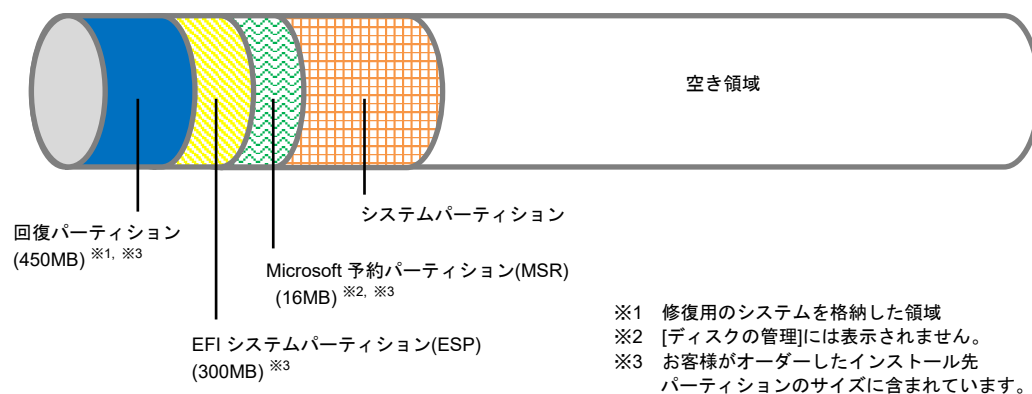 空き領域
システムパーティション
回復パーティション
(450MB) ※1, ※3
Microsoft 予約パーティション(MSR)
(16MB) ※2, ※3
EFI システムパーティション(ESP)
(300MB) ※3
※1 修復用のシステムを格納した領域
※2 [ディスクの管理]には表示されません。
※3 お客様がオーダーしたインストール先
パーティションのサイズに含まれています。